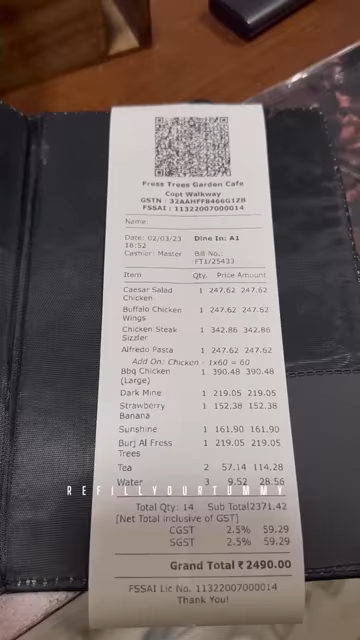 Fress Trees Garden Cafe
Copt Walkway
GSTN : 32AAHFFB466G1ZB
FSSAI : 11322007000014
Name:
Date: 02/03/23 Dine In: A1
16:52
Cashier: Master Bill No.:
FT1/25433
Item Qty. Price Amount
Caesar Salad 1 247.62 247.62
Chicken
Buffalo Chicken 1 247.62 247.62
Wings
Chicken Steak 1 342.86 342.86
Sizzler
Alfredo Pasta 1 247.62 247.62
Add On: Chicken - 1x60 = 60
Bbq Chicken 1 390.48 390.48
(Large)
Dark Mine 1 219.05 219.05
Strawberry 1 152.38 152.38
Banana
Sunshine 1 161.90 161.90
Burj Al Fress 1 219.05 219.05
Trees
Tea 2 57.14 114.28
Water 3 9.52 28.56
REFILLYOURTUMMY
Total Qty: 14 Sub Total2371.42
[Net Total inclusive of GST]
CGST 2.5% 59.29
SGST 2.5% 59.29
Grand Total ₹2490.00
FSSAI Lic No. 11322007000014
Thank You!